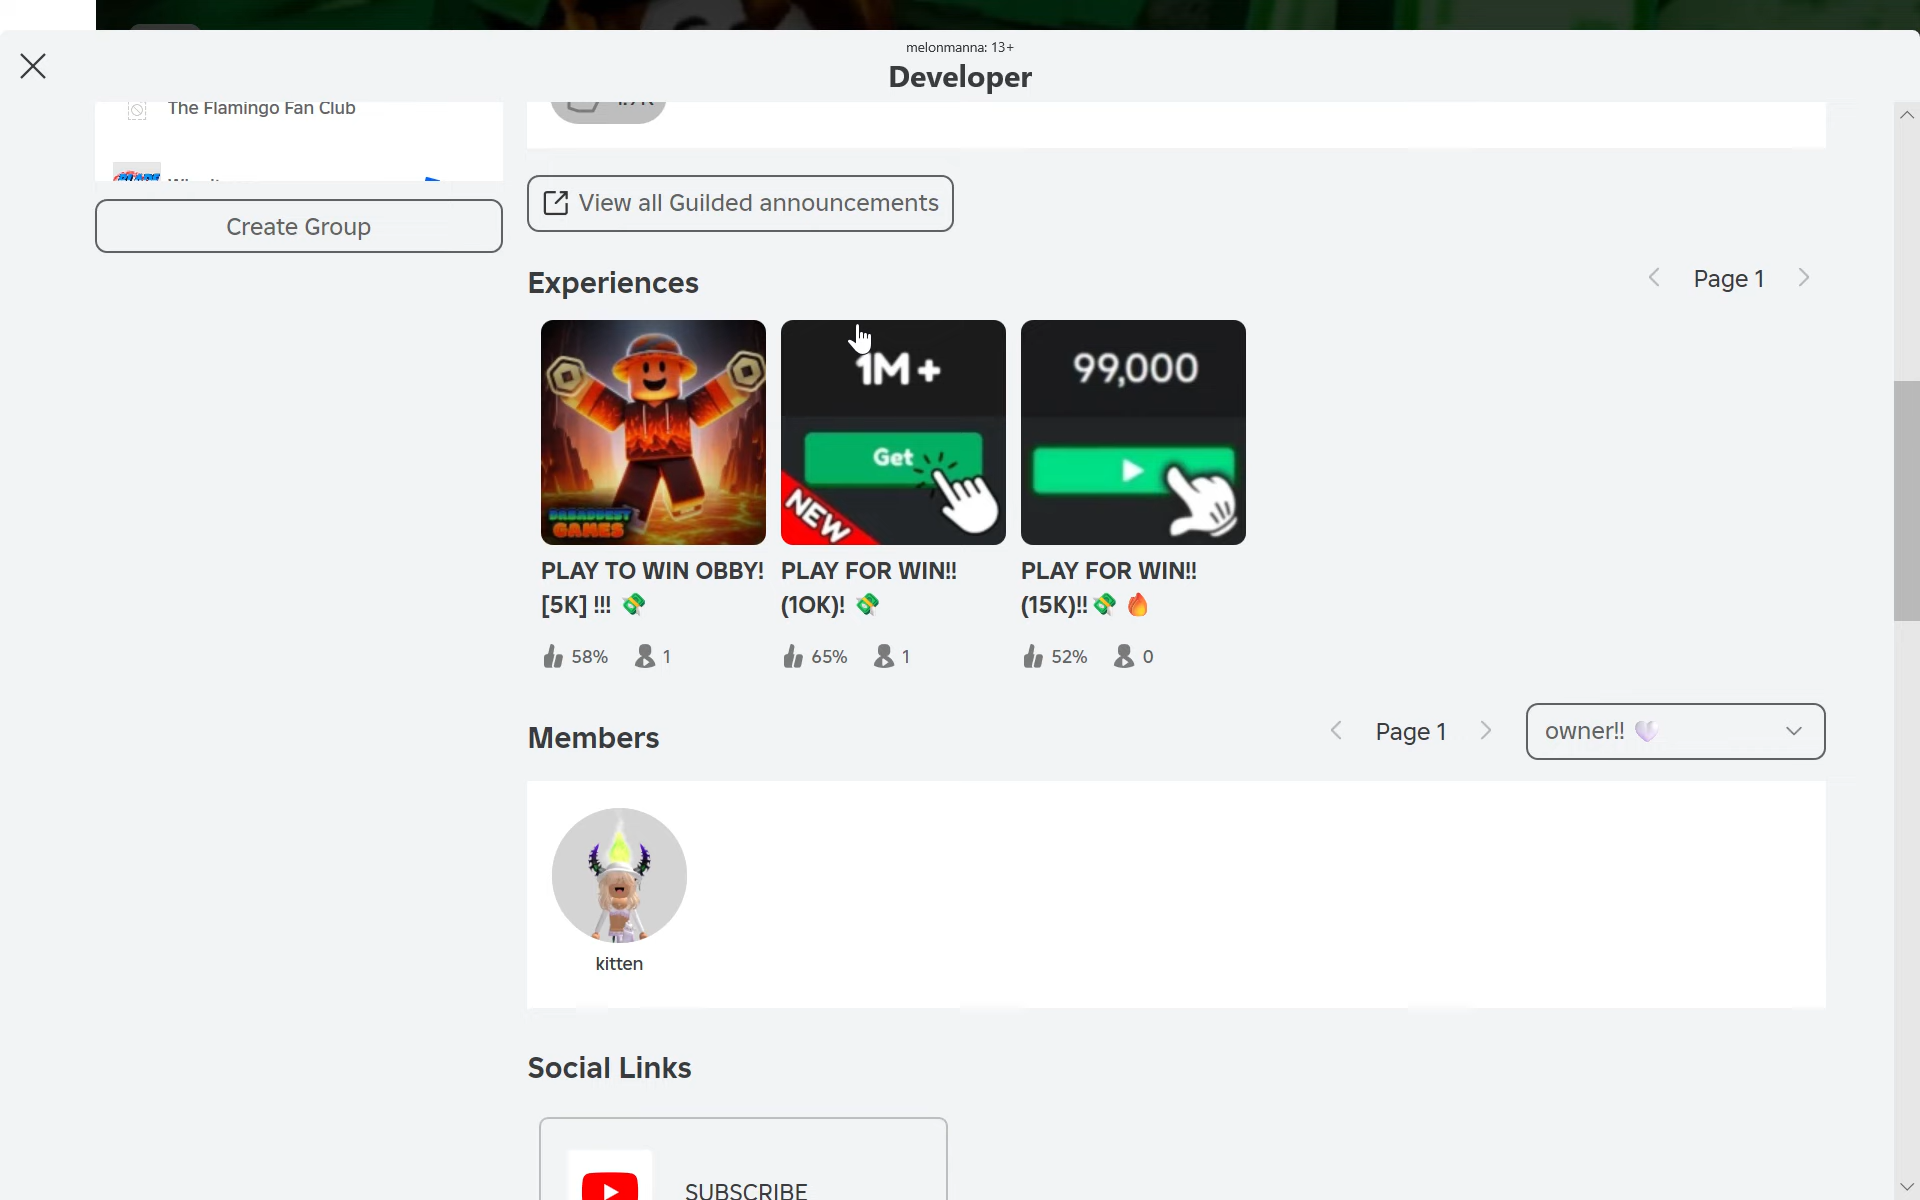 melonmanna: 13+
Developer
The Flamingo Fan Club
Create Group
View all Guilded announcements
Experiences
Page 1
1M+
Get
NEW
99,000
PLAY TO WIN OBBY!
[5K] !!! 💸
PLAY FOR WIN!!
(1OK)! 💸
PLAY FOR WIN!!
(15K)!!💸 🔥
58%
1
65%
1
52%
0
Members
Page 1
owner!! 🤍
kitten
Social Links
SUBSCRIBE